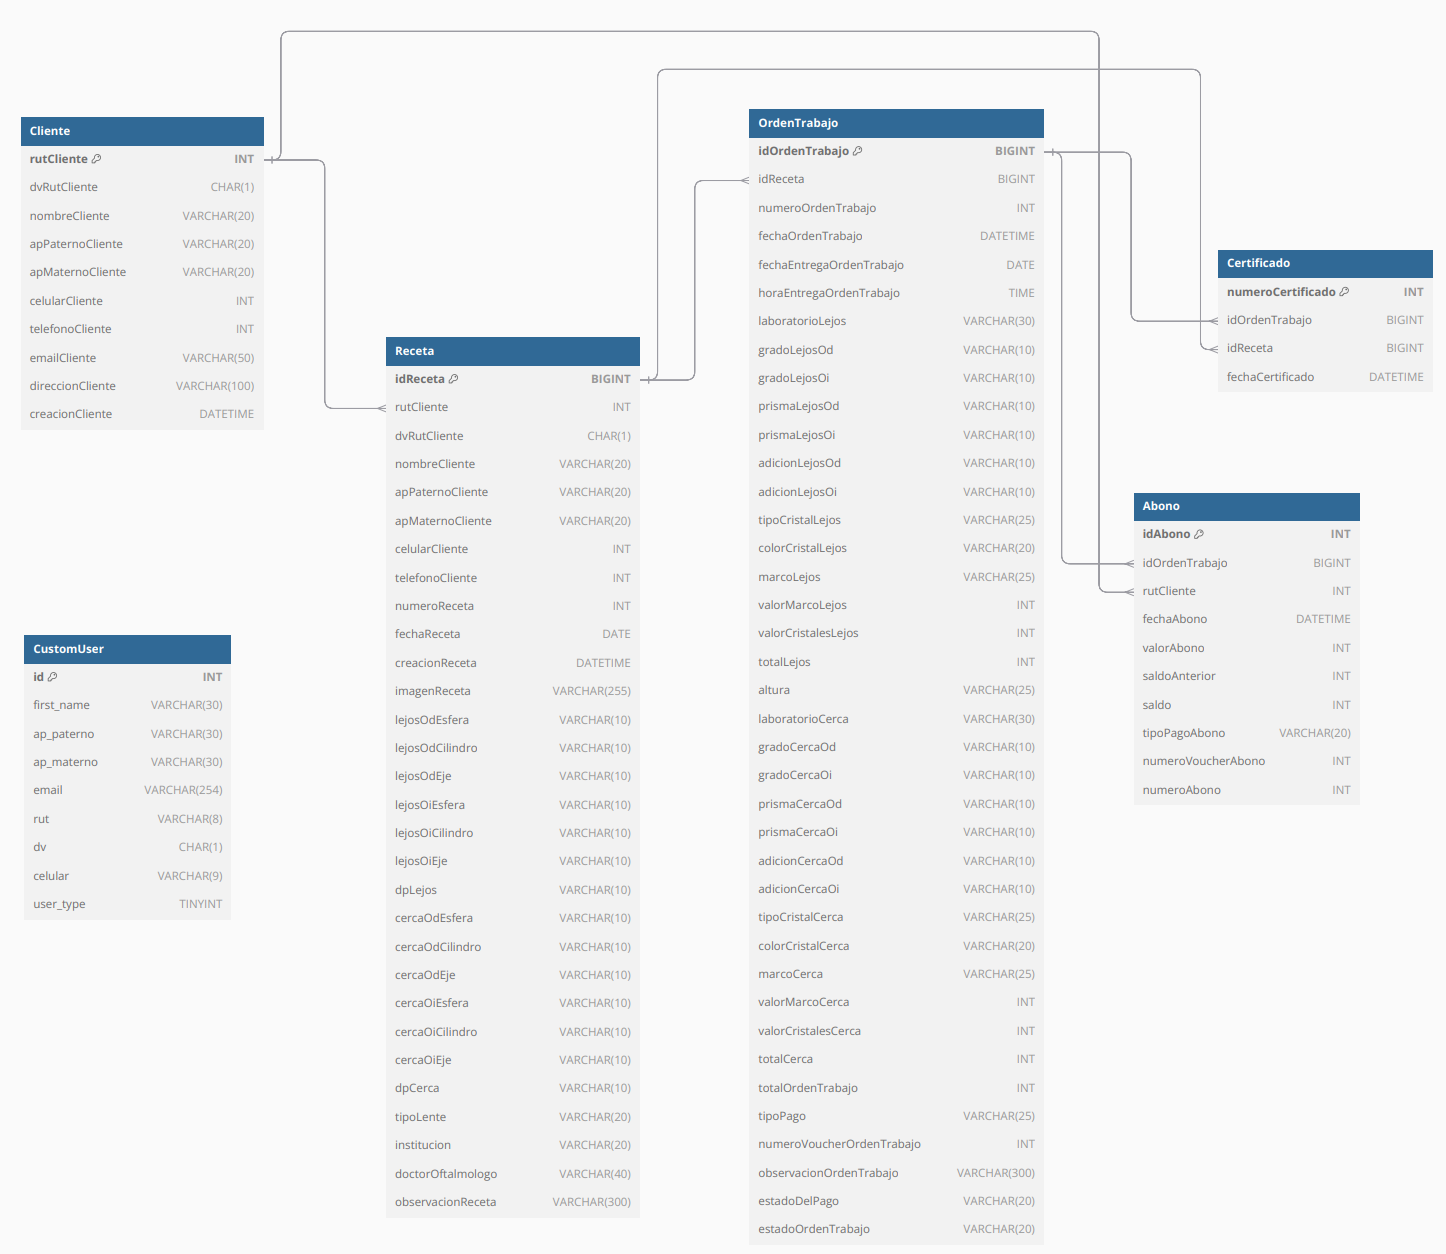 Cliente
rutCliente INT
dvRutCliente CHAR(1)
nombreCliente VARCHAR(20)
apPaternoCliente VARCHAR(20)
apMaternoCliente VARCHAR(20)
celularCliente INT
telefonoCliente INT
emailCliente VARCHAR(50)
direccionCliente VARCHAR(100)
creacionCliente DATETIME
CustomUser
id INT
first_name VARCHAR(30)
ap_paterno VARCHAR(30)
ap_materno VARCHAR(30)
email VARCHAR(254)
rut VARCHAR(8)
dv CHAR(1)
celular VARCHAR(9)
user_type TINYINT
Receta
idReceta BIGINT
rutCliente INT
dvRutCliente CHAR(1)
nombreCliente VARCHAR(20)
apPaternoCliente VARCHAR(20)
apMaternoCliente VARCHAR(20)
celularCliente INT
telefonoCliente INT
numeroReceta INT
fechaReceta DATE
creacionReceta DATETIME
imagenReceta VARCHAR(255)
lejosOdEsfera VARCHAR(10)
lejosOdCilindro VARCHAR(10)
lejosOdEje VARCHAR(10)
lejosOiEsfera VARCHAR(10)
lejosOiCilindro VARCHAR(10)
lejosOiEje VARCHAR(10)
dpLejos VARCHAR(10)
cercaOdEsfera VARCHAR(10)
cercaOdCilindro VARCHAR(10)
cercaOdEje VARCHAR(10)
cercaOiEsfera VARCHAR(10)
cercaOiCilindro VARCHAR(10)
cercaOiEje VARCHAR(10)
dpCerca VARCHAR(10)
tipoLente VARCHAR(20)
institucion VARCHAR(20)
doctorOftalmologo VARCHAR(40)
observacionReceta VARCHAR(300)
OrdenTrabajo
idOrdenTrabajo BIGINT
idReceta BIGINT
numeroOrdenTrabajo INT
fechaOrdenTrabajo DATETIME
fechaEntregaOrdenTrabajo DATE
horaEntregaOrdenTrabajo TIME
laboratorioLejos VARCHAR(30)
gradoLejosOd VARCHAR(10)
gradoLejosOi VARCHAR(10)
prismaLejosOd VARCHAR(10)
prismaLejosOi VARCHAR(10)
adicionLejosOd VARCHAR(10)
adicionLejosOi VARCHAR(10)
tipoCristalLejos VARCHAR(25)
colorCristalLejos VARCHAR(20)
marcoLejos VARCHAR(25)
valorMarcoLejos INT
valorCristalesLejos INT
totalLejos INT
altura VARCHAR(25)
laboratorioCerca VARCHAR(30)
gradoCercaOd VARCHAR(10)
gradoCercaOi VARCHAR(10)
prismaCercaOd VARCHAR(10)
prismaCercaOi VARCHAR(10)
adicionCercaOd VARCHAR(10)
adicionCercaOi VARCHAR(10)
tipoCristalCerca VARCHAR(25)
colorCristalCerca VARCHAR(20)
marcoCerca VARCHAR(25)
valorMarcoCerca INT
valorCristalesCerca INT
totalCerca INT
totalOrdenTrabajo INT
tipoPago VARCHAR(25)
numeroVoucherOrdenTrabajo INT
observacionOrdenTrabajo VARCHAR(300)
estadoDelPago VARCHAR(20)
estadoOrdenTrabajo VARCHAR(20)
Certificado
numeroCertificado INT
idOrdenTrabajo BIGINT
idReceta BIGINT
fechaCertificado DATETIME
Abono
idAbono INT
idOrdenTrabajo BIGINT
rutCliente INT
fechaAbono DATETIME
valorAbono INT
saldoAnterior INT
saldo INT
tipoPagoAbono VARCHAR(20)
numeroVoucherAbono INT
numeroAbono INT